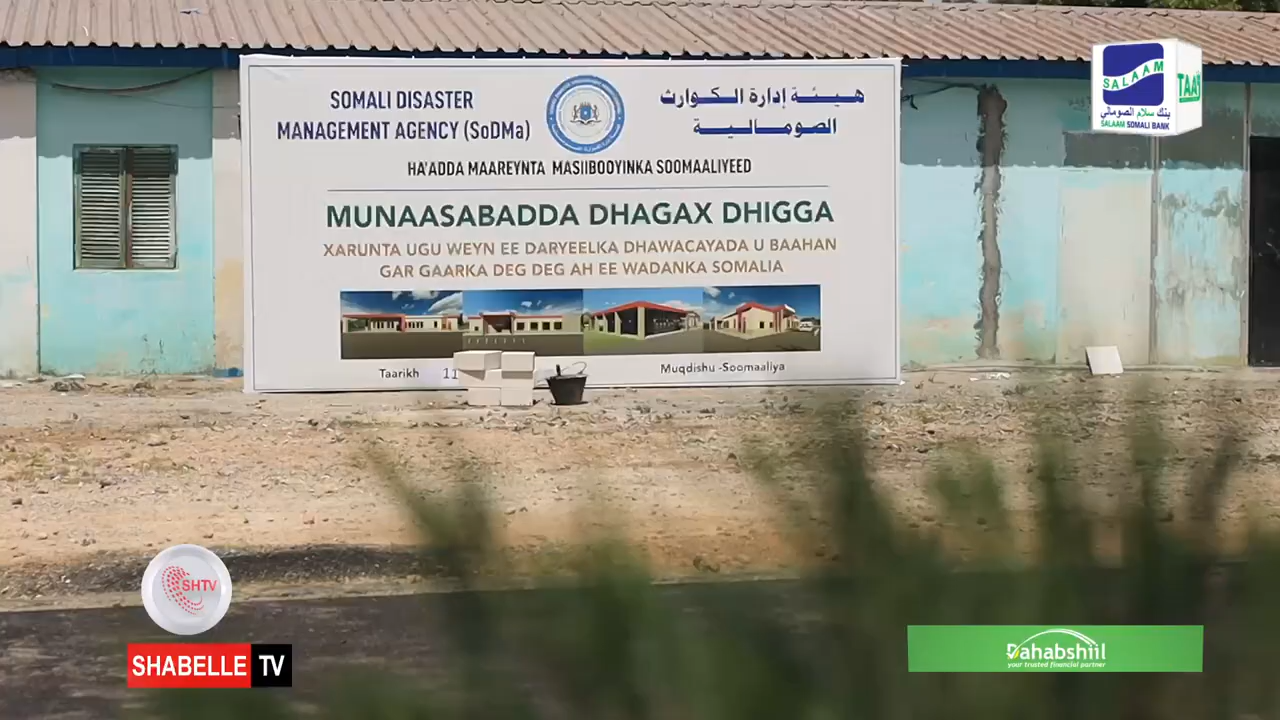 SOMALI DISASTER
MANAGEMENT AGENCY (SoDMa)
هيئة إدارة الكوارث
الصومالية
HA'ADDA MAAREYNTA MASIIBOOYINKA SOOMAALIYEED
MUNAASABADDA DHAGAX DHIGGA
XARUNTA UGU WEYN EE DARYEELKA DHAWACAYADA U BAAHAN
GAR GAARKA DEG DEG AH EE WADANKA SOMALIA
Taarikh 11
Muqdishu -Soomaaliya
SALAAM
بنك سلام الصومالي
SALAAM SOMALI BANK
SHTV
SHABELLE TV
Dahabshiil
your trusted financial partner